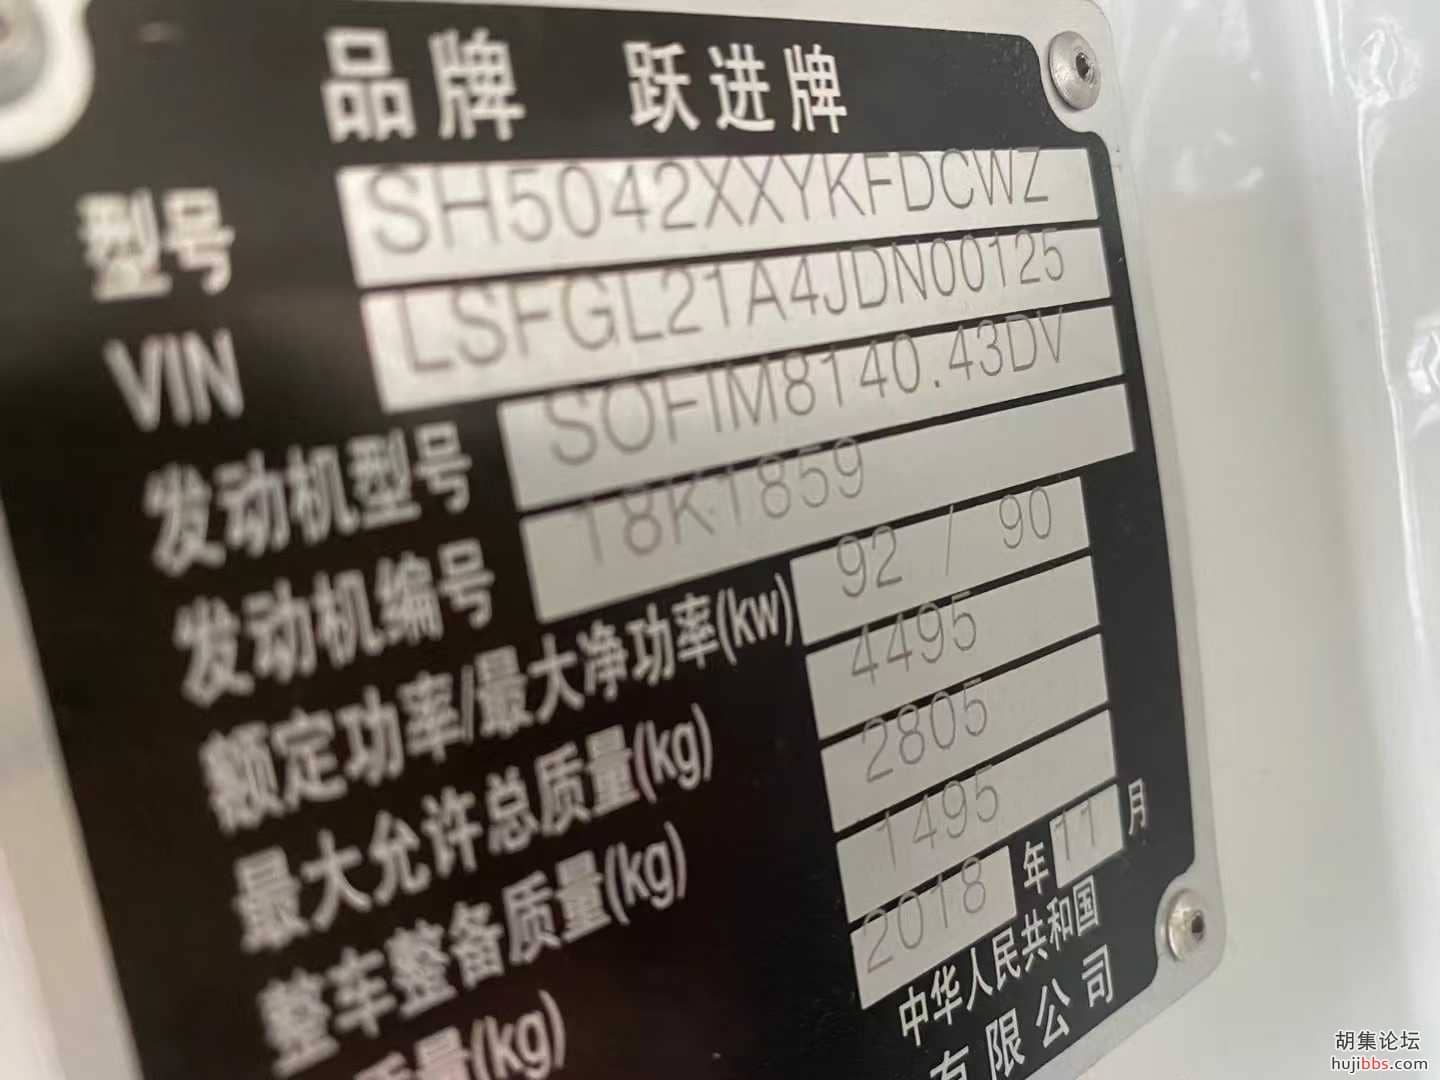 品牌 跃进牌
型号 SH5042XXYKFDCWZ
VIN LSFGL21A4JDN00125
发动机型号 SOFIM8140.43DV
发动机编号 18K1859
额定功率/最大净功率(kw) 92 / 90
最大允许总质量(kg) 4495
整车整备质量(kg) 2805
质量(kg) 1495
2018 年 11 月
中华人民共和国
有限公司
胡集论坛
hujibbs.com